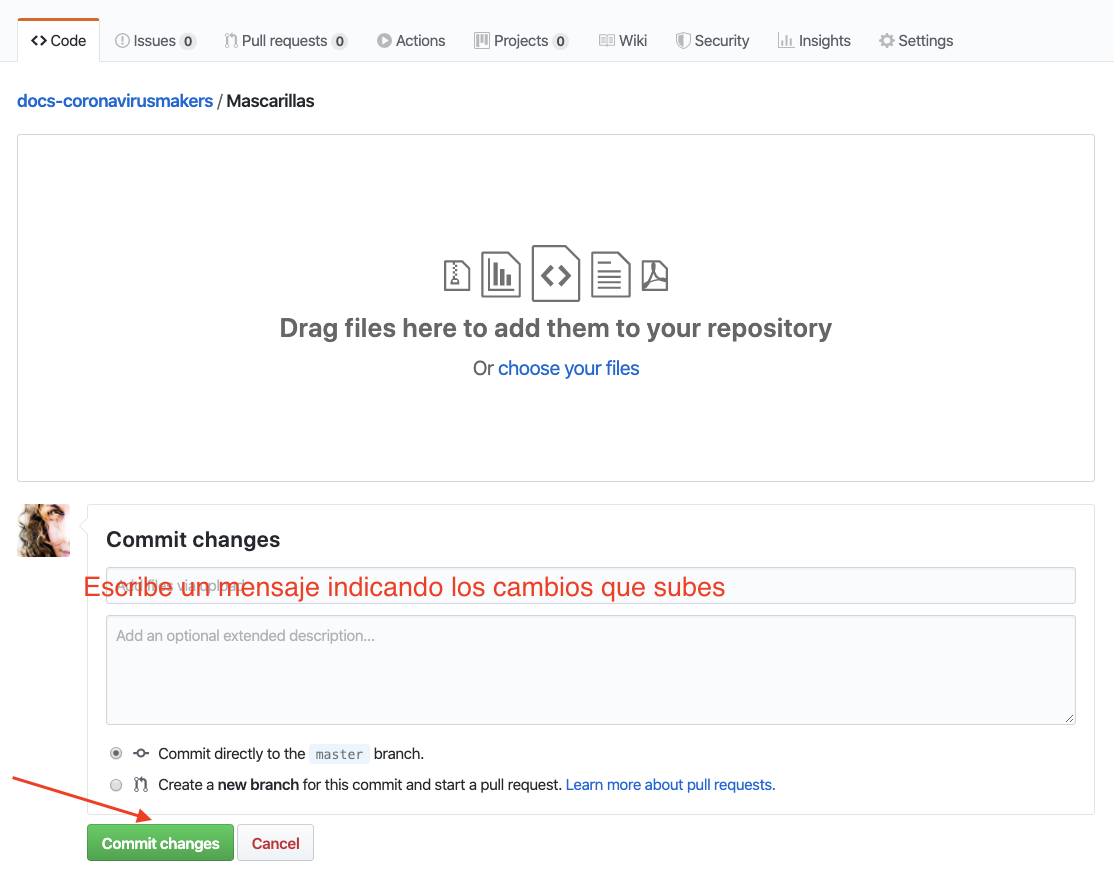 Code Issues 0 Pull requests 0 Actions Projects 0 Wiki Security Insights Settings
docs-coronavirusmakers / Mascarillas
Drag files here to add them to your repository
Or choose your files
Commit changes
Add files via upload
Escribe un mensaje indicando los cambios que subes
Add an optional extended description...
Commit directly to the master branch.
Create a new branch for this commit and start a pull request. Learn more about pull requests.
Commit changes Cancel